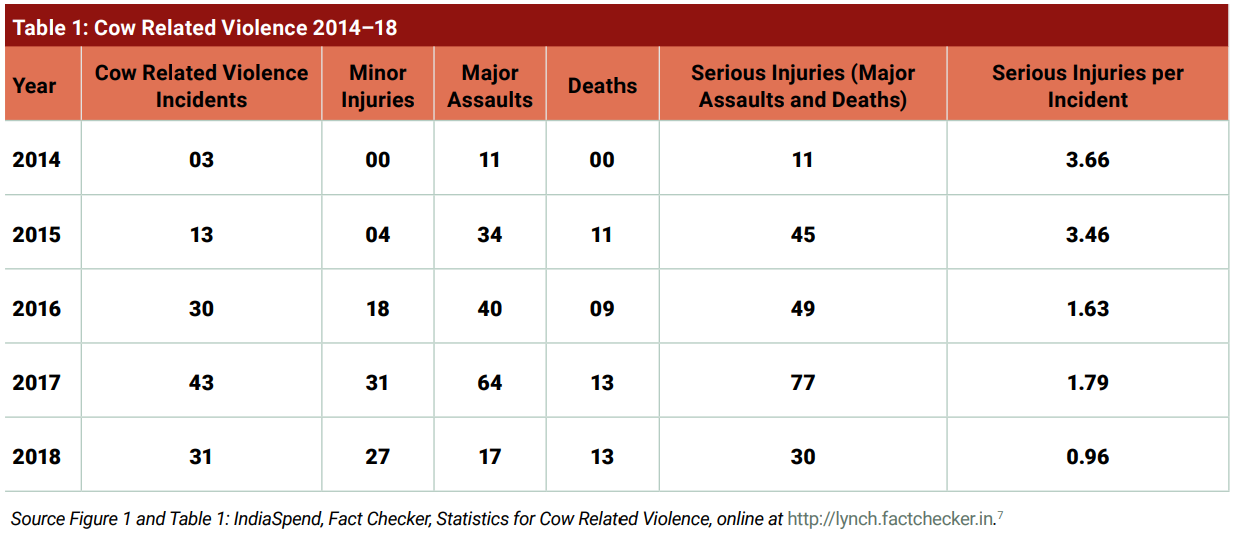 Table 1: Cow Related Violence 2014–18
Year
Cow Related Violence
Incidents
Minor
Injuries
Major
Assaults
Deaths
Serious Injuries (Major
Assaults and Deaths)
Serious Injuries per
Incident
2014 03 00 11 00 11 3.66
2015 13 04 34 11 45 3.46
2016 30 18 40 09 49 1.63
2017 43 31 64 13 77 1.79
2018 31 27 17 13 30 0.96
Source Figure 1 and Table 1: IndiaSpend, Fact Checker, Statistics for Cow Related Violence, online at http://lynch.factchecker.in.⁷